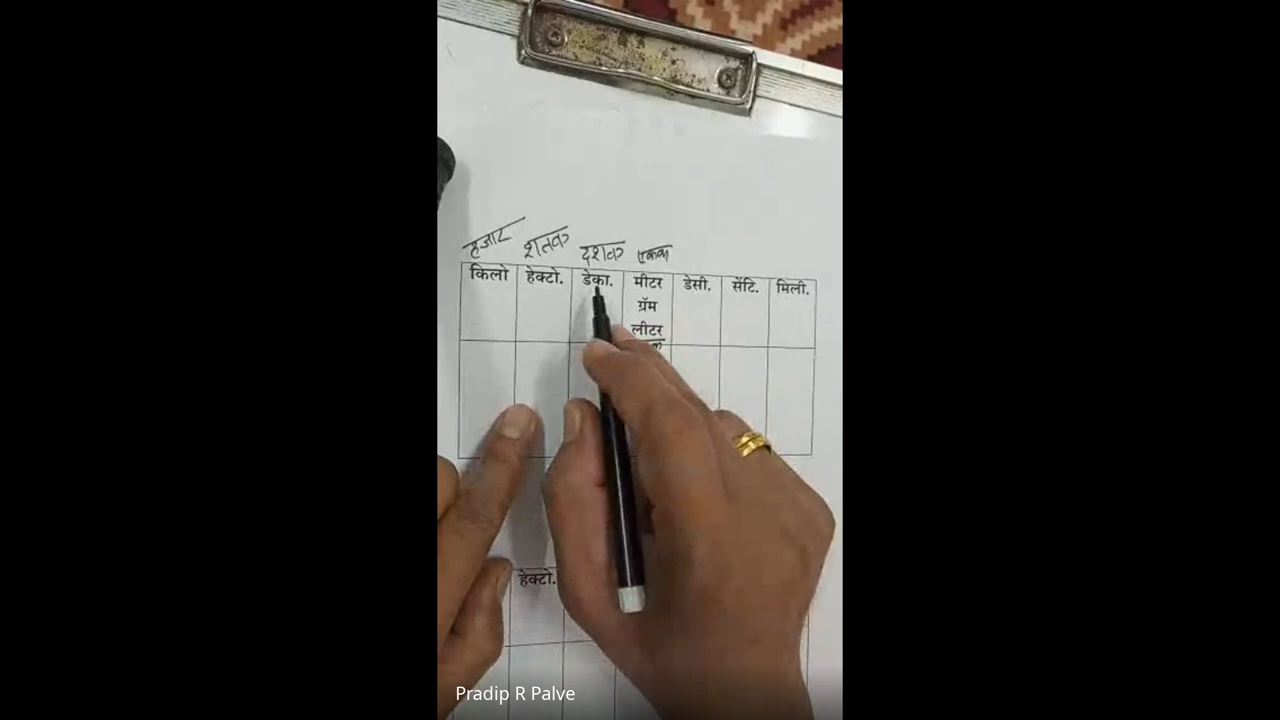 हजार शतक दशक एकक
किलो हेक्टो. डेका. मीटर डेसी. सेंटि. मिली.
ग्रॅम
लीटर
हेक्टो.
Pradip R Palve